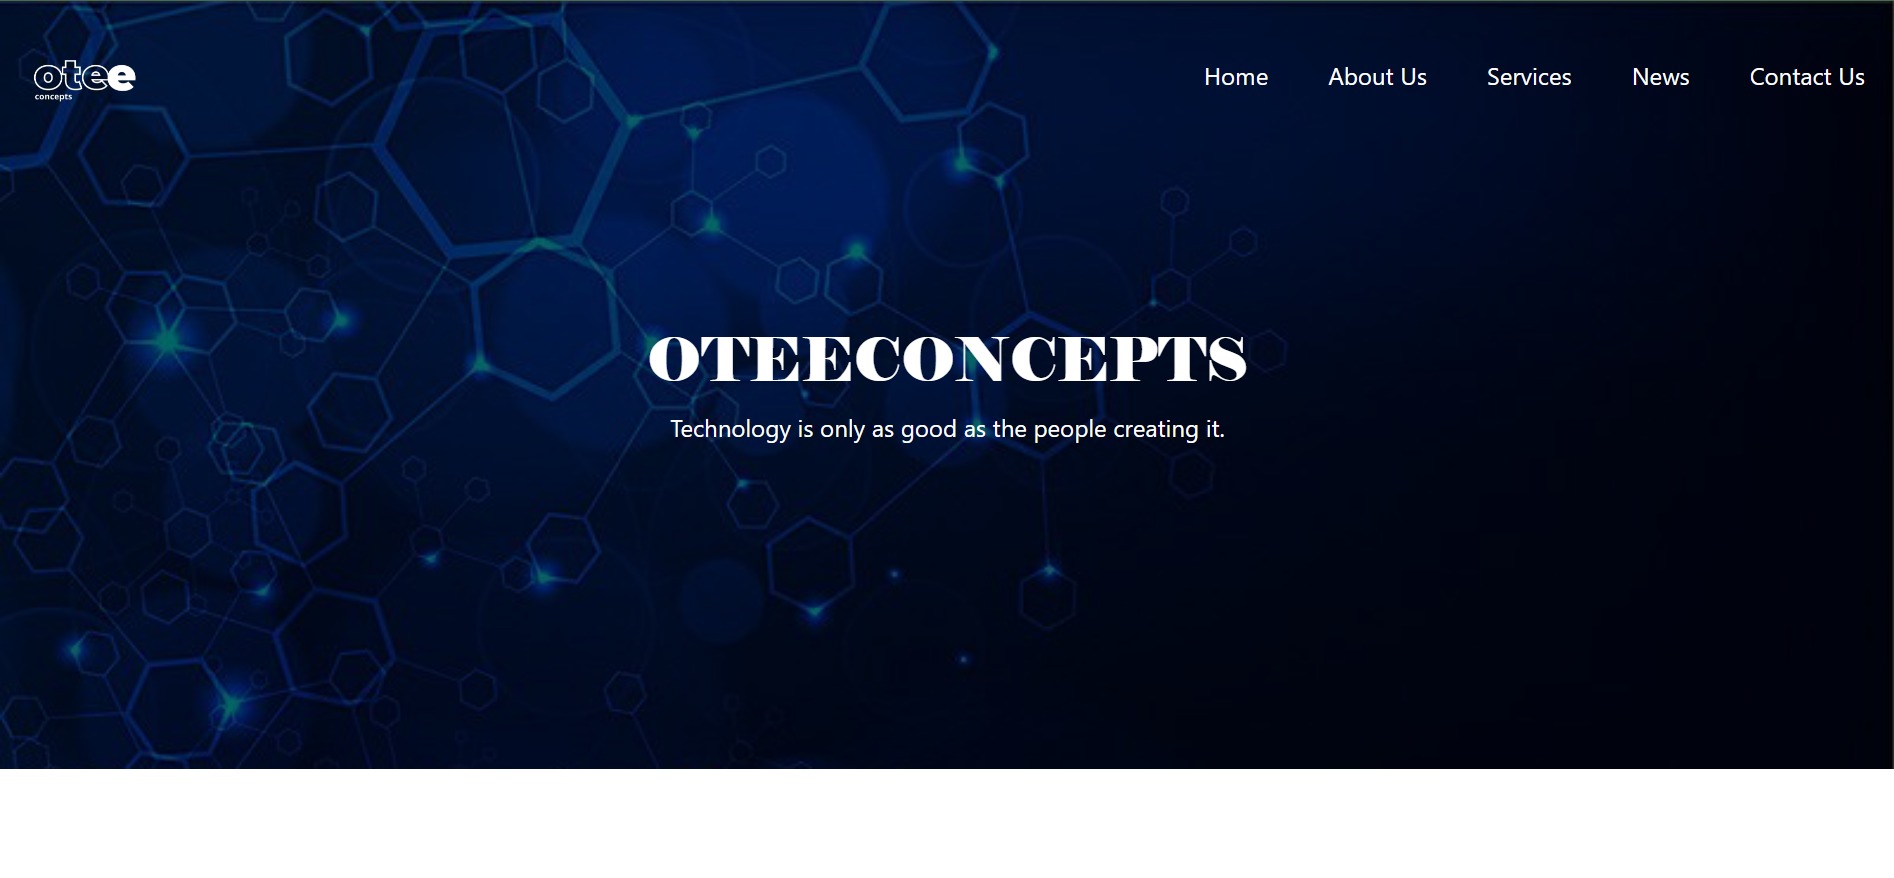 otee
concepts
Home About Us Services News Contact Us
OTEECONCEPTS
Technology is only as good as the people creating it.